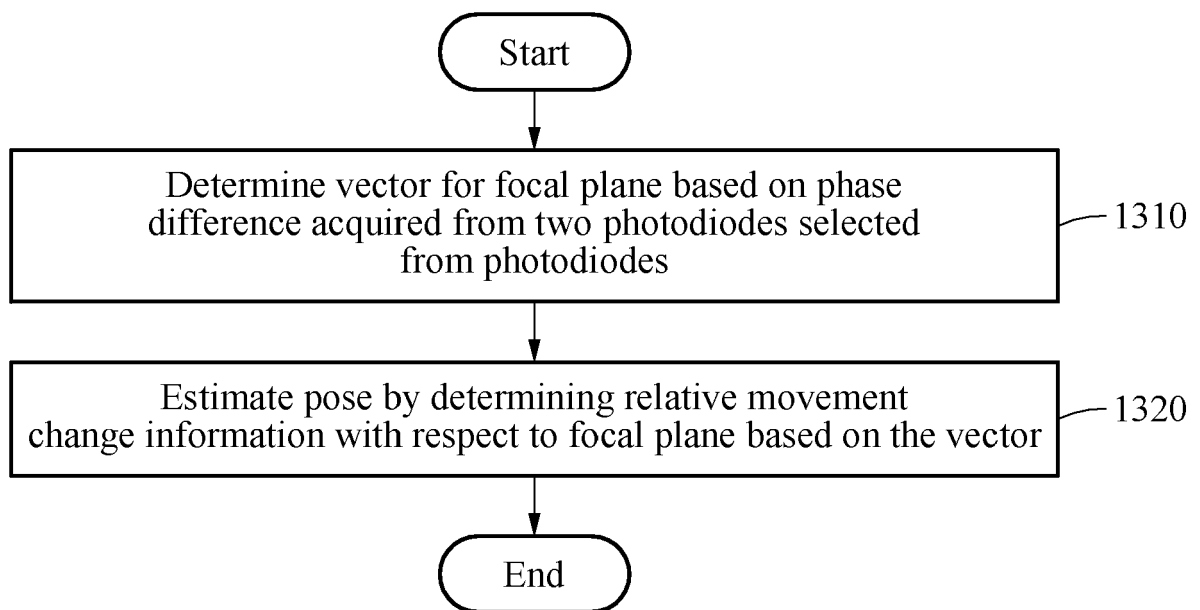 Start
Determine vector for focal plane based on phase
difference acquired from two photodiodes selected
from photodiodes
1310
Estimate pose by determining relative movement
change information with respect to focal plane based on the vector
1320
End